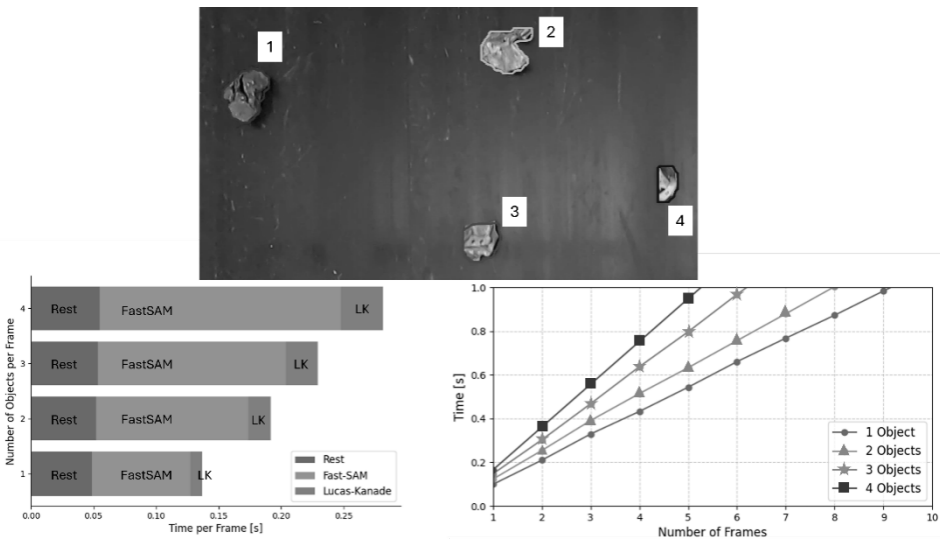 1
2
3
4
Number of Objects per Frame
4
3
2
1
Rest FastSAM LK
Rest FastSAM LK
Rest FastSAM LK
Rest FastSAM LK
Rest
Fast-SAM
Lucas-Kanade
0.00 0.05 0.10 0.15 0.20 0.25
Time per Frame [s]
Time [s]
1.0
0.8
0.6
0.4
0.2
0.0
1 Object
2 Objects
3 Objects
4 Objects
1 2 3 4 5 6 7 8 9 10
Number of Frames